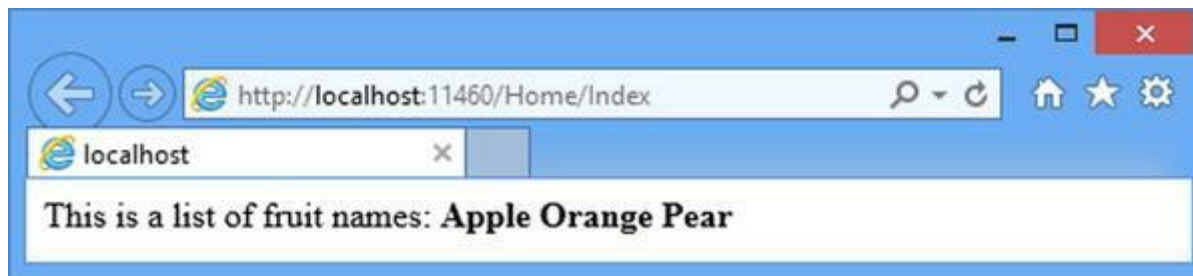 http://localhost:11460/Home/Index
localhost
This is a list of fruit names: Apple Orange Pear